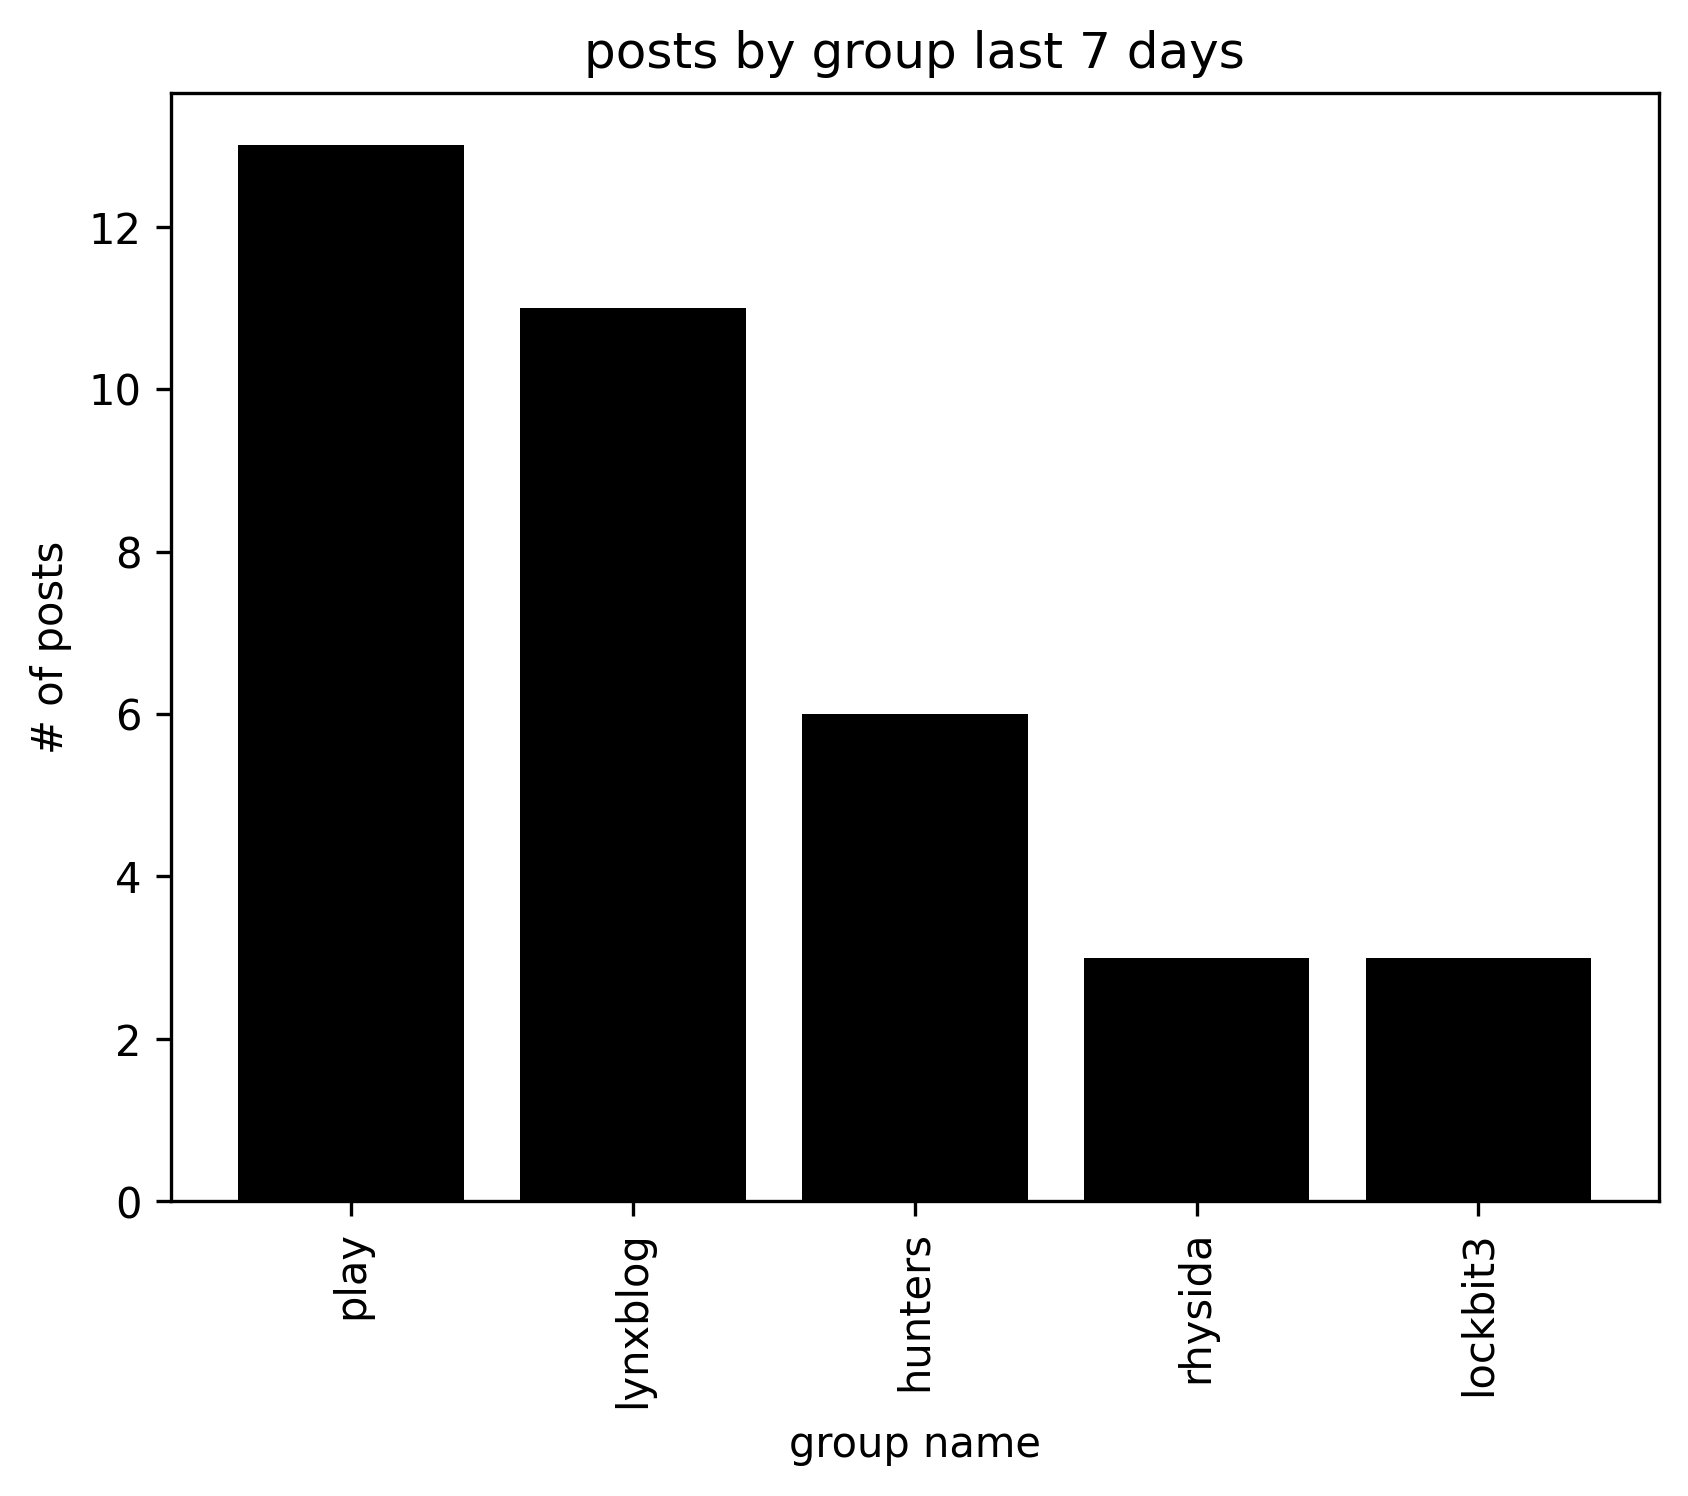 posts by group last 7 days
# of posts
12
10
8
6
4
2
0
play
lynxblog
hunters
rhysida
lockbit3
group name